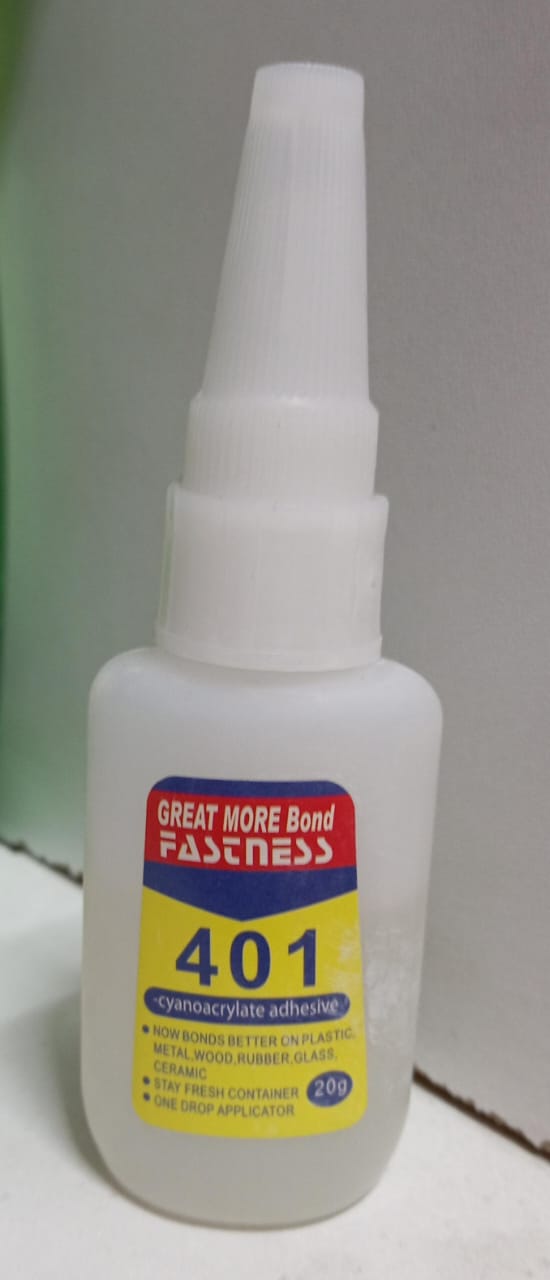 GREAT MORE Bond
FASTNESS
401
-cyanoacrylate adhesive-
• NOW BONDS BETTER ON PLASTIC,
METAL,WOOD,RUBBER,GLASS,
CERAMIC
• STAY FRESH CONTAINER
• ONE DROP APPLICATOR
20g